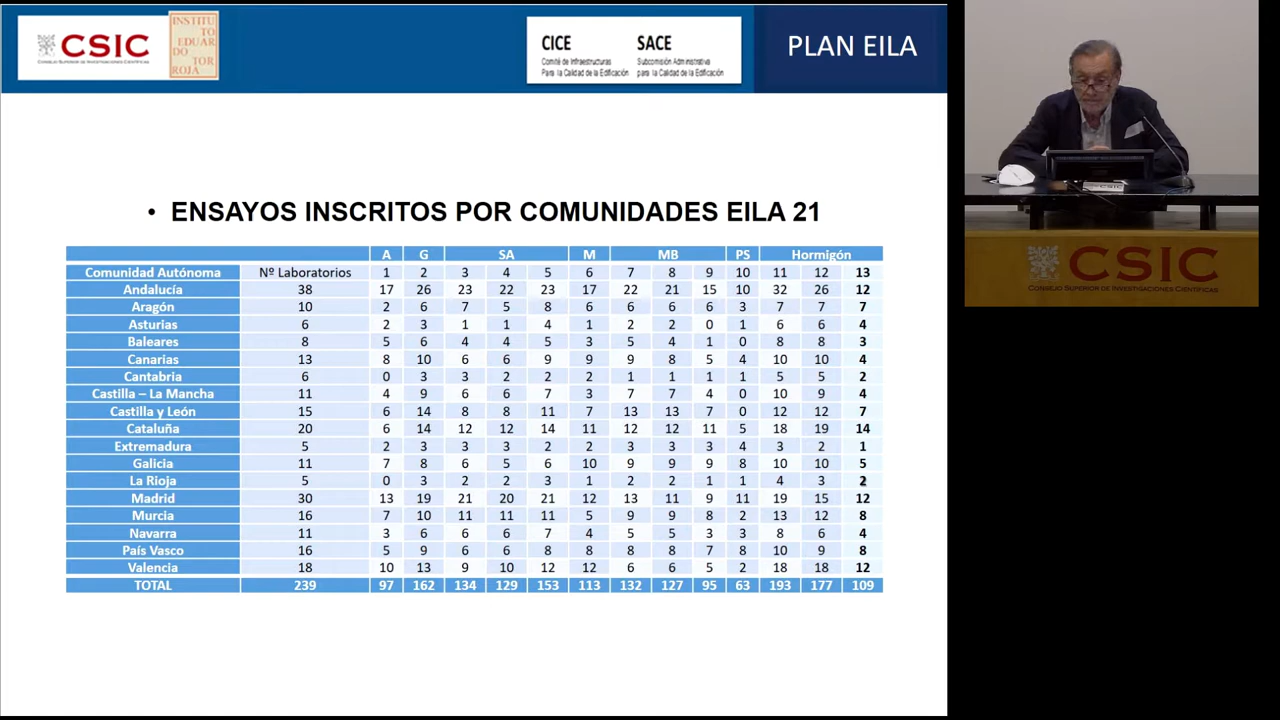 CSIC
CONSEJO SUPERIOR DE INVESTIGACIONES CIENTÍFICAS
INSTITU
TO
EDUAR
DO TOR
ROJA
CICE
Comité de Infraestructuras
Para la Calidad de la Edificación
SACE
Subcomisión Administrativa
para la Calidad de la Edificación
PLAN EILA
• ENSAYOS INSCRITOS POR COMUNIDADES EILA 21
A G SA M MB PS Hormigón
Comunidad Autónoma Nº Laboratorios 1 2 3 4 5 6 7 8 9 10 11 12 13
Andalucía 38 17 26 23 22 23 17 22 21 15 10 32 26 12
Aragón 10 2 6 7 5 8 6 6 6 6 3 7 7 7
Asturias 6 2 3 1 1 4 1 2 2 0 1 6 6 4
Baleares 8 5 6 4 4 5 3 5 4 1 0 8 8 3
Canarias 13 8 10 6 6 9 9 9 8 5 4 10 10 4
Cantabria 6 0 3 3 2 2 2 1 1 1 1 5 5 2
Castilla – La Mancha 11 4 9 6 6 7 3 7 7 4 0 10 9 4
Castilla y León 15 6 14 8 8 11 7 13 13 7 0 12 12 7
Cataluña 20 6 14 12 12 14 11 12 12 11 5 18 19 14
Extremadura 5 2 3 3 3 2 2 3 3 3 4 3 2 1
Galicia 11 7 8 6 5 6 10 9 9 9 8 10 10 5
La Rioja 5 0 3 2 2 3 1 2 2 1 1 4 3 2
Madrid 30 13 19 21 20 21 12 13 11 9 11 19 15 12
Murcia 16 7 10 11 11 11 5 9 9 8 2 13 12 8
Navarra 11 3 6 6 6 7 4 5 5 3 3 8 6 4
País Vasco 16 5 9 6 6 8 8 8 8 7 8 10 9 8
Valencia 18 10 13 9 10 12 12 6 6 5 2 18 18 12
TOTAL 239 97 162 134 129 153 113 132 127 95 63 193 177 109
CSIC
CSIC
CONSEJO SUPERIOR DE INVESTIGACIONES CIENTÍFICAS